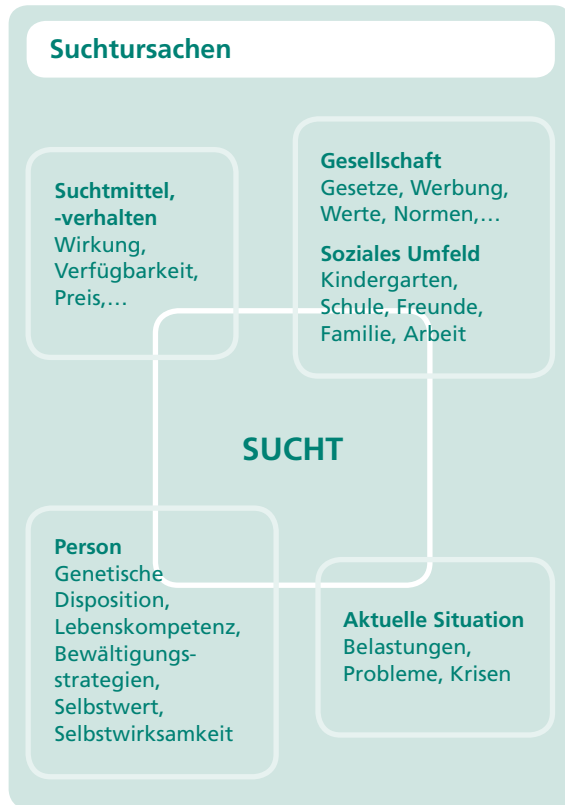 Suchtursachen
Suchtmittel,
-verhalten
Wirkung,
Verfügbarkeit,
Preis,…
Gesellschaft
Gesetze, Werbung,
Werte, Normen,…
Soziales Umfeld
Kindergarten,
Schule, Freunde,
Familie, Arbeit
SUCHT
Person
Genetische
Disposition,
Lebenskompetenz,
Bewältigungs-
strategien,
Selbstwert,
Selbstwirksamkeit
Aktuelle Situation
Belastungen,
Probleme, Krisen